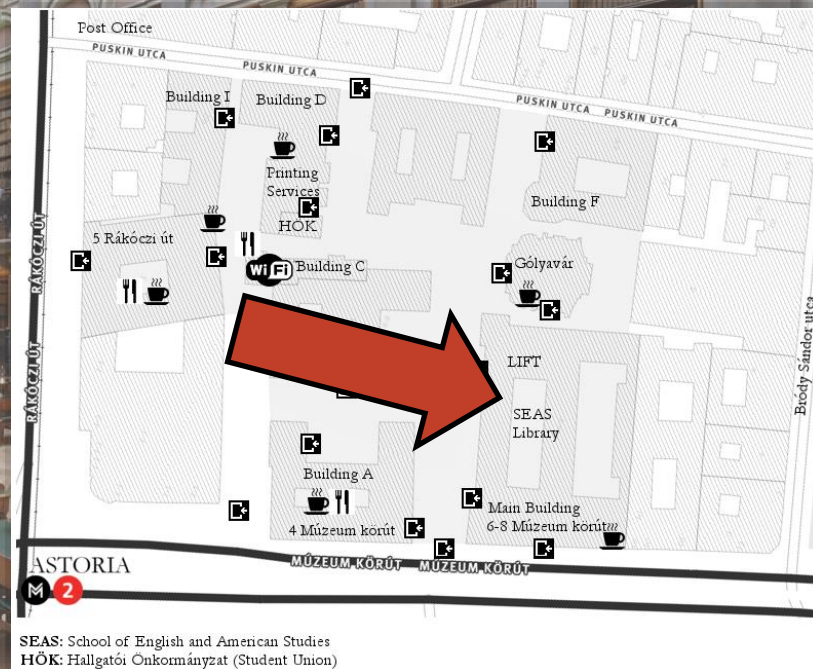 Post Office
PUSKIN UTCA
PUSKIN UTCA
PUSKIN UTCA PUSKIN UTCA
Building I
Building D
Printing
Services
HÖK
Building F
5 Rákóczi út
WiFi
Building C
Gólyavár
RÁKÓCZI ÚT
RÁKÓCZI ÚT
LIFT
SEAS
Library
Bródy Sándor utca
Building A
4 Múzeum körút
Main Building
6-8 Múzeum körút
MÚZEUM KÖRÚT MÚZEUM KÖRÚT
ASTORIA
M 2
SEAS: School of English and American Studies
HÖK: Hallgatói Önkormányzat (Student Union)